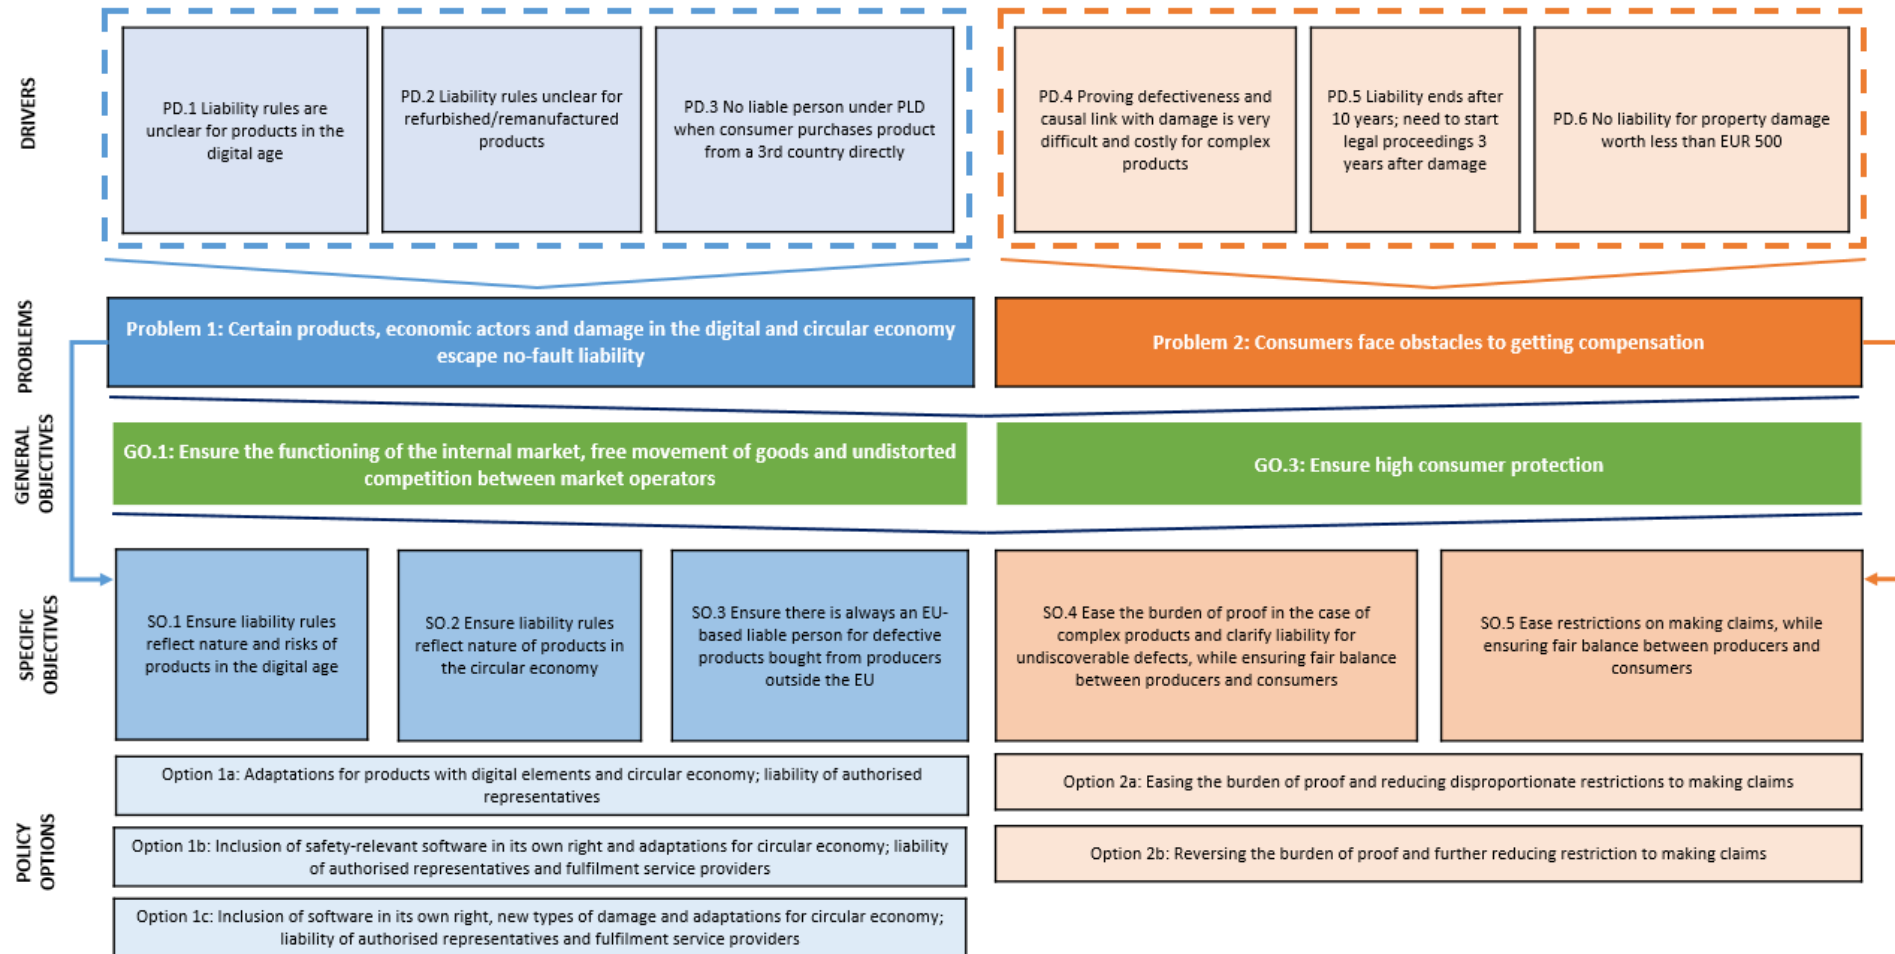 DRIVERS
PD.1 Liability rules are
unclear for products in the
digital age
PD.2 Liability rules unclear for
refurbished/remanufactured
products
PD.3 No liable person under PLD
when consumer purchases product
from a 3rd country directly
PD.4 Proving defectiveness and
causal link with damage is very
difficult and costly for complex
products
PD.5 Liability ends after
10 years; need to start
legal proceedings 3
years after damage
PD.6 No liability for property damage
worth less than EUR 500
PROBLEMS
Problem 1: Certain products, economic actors and damage in the digital and circular economy
escape no-fault liability
Problem 2: Consumers face obstacles to getting compensation
GENERAL
OBJECTIVES
GO.1: Ensure the functioning of the internal market, free movement of goods and undistorted
competition between market operators
GO.3: Ensure high consumer protection
SPECIFIC
OBJECTIVES
SO.1 Ensure liability rules
reflect nature and risks of
products in the digital age
SO.2 Ensure liability rules
reflect nature of products in
the circular economy
SO.3 Ensure there is always an EU-
based liable person for defective
products bought from producers
outside the EU
SO.4 Ease the burden of proof in the case of
complex products and clarify liability for
undiscoverable defects, while ensuring fair balance
between producers and consumers
SO.5 Ease restrictions on making claims, while
ensuring fair balance between producers and
consumers
POLICY
OPTIONS
Option 1a: Adaptations for products with digital elements and circular economy; liability of authorised
representatives
Option 1b: Inclusion of safety-relevant software in its own right and adaptations for circular economy; liability
of authorised representatives and fulfilment service providers
Option 1c: Inclusion of software in its own right, new types of damage and adaptations for circular economy;
liability of authorised representatives and fulfilment service providers
Option 2a: Easing the burden of proof and reducing disproportionate restrictions to making claims
Option 2b: Reversing the burden of proof and further reducing restriction to making claims